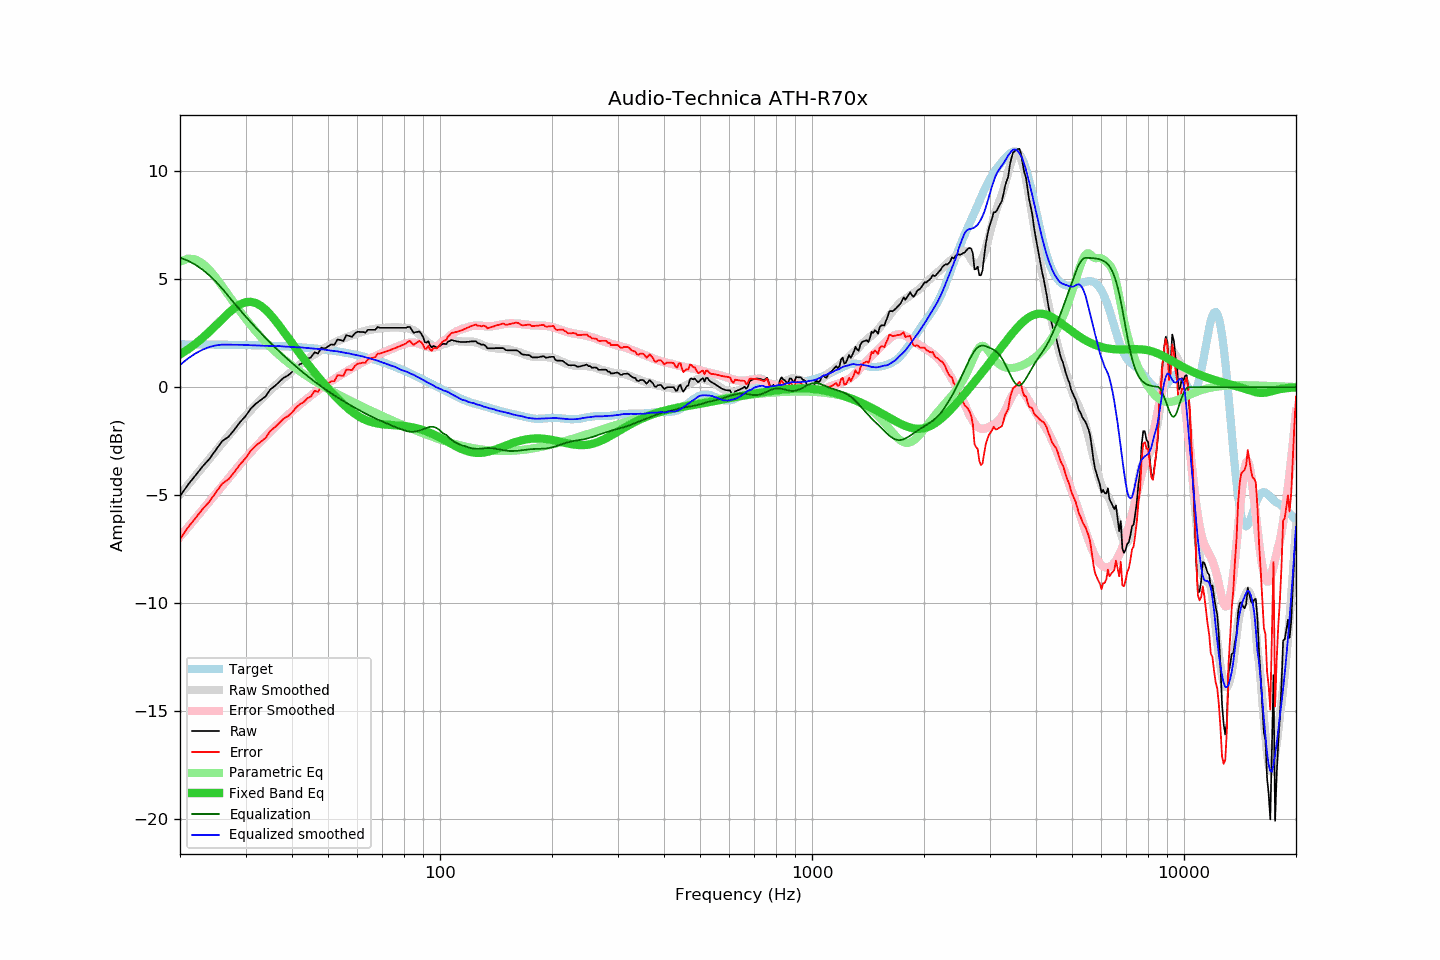 Audio-Technica ATH-R70x
10
5
0
−5
−10
−15
−20
Amplitude (dBr)
Target
Raw Smoothed
Error Smoothed
Raw
Error
Parametric Eq
Fixed Band Eq
Equalization
Equalized smoothed
100 1000 10000
Frequency (Hz)